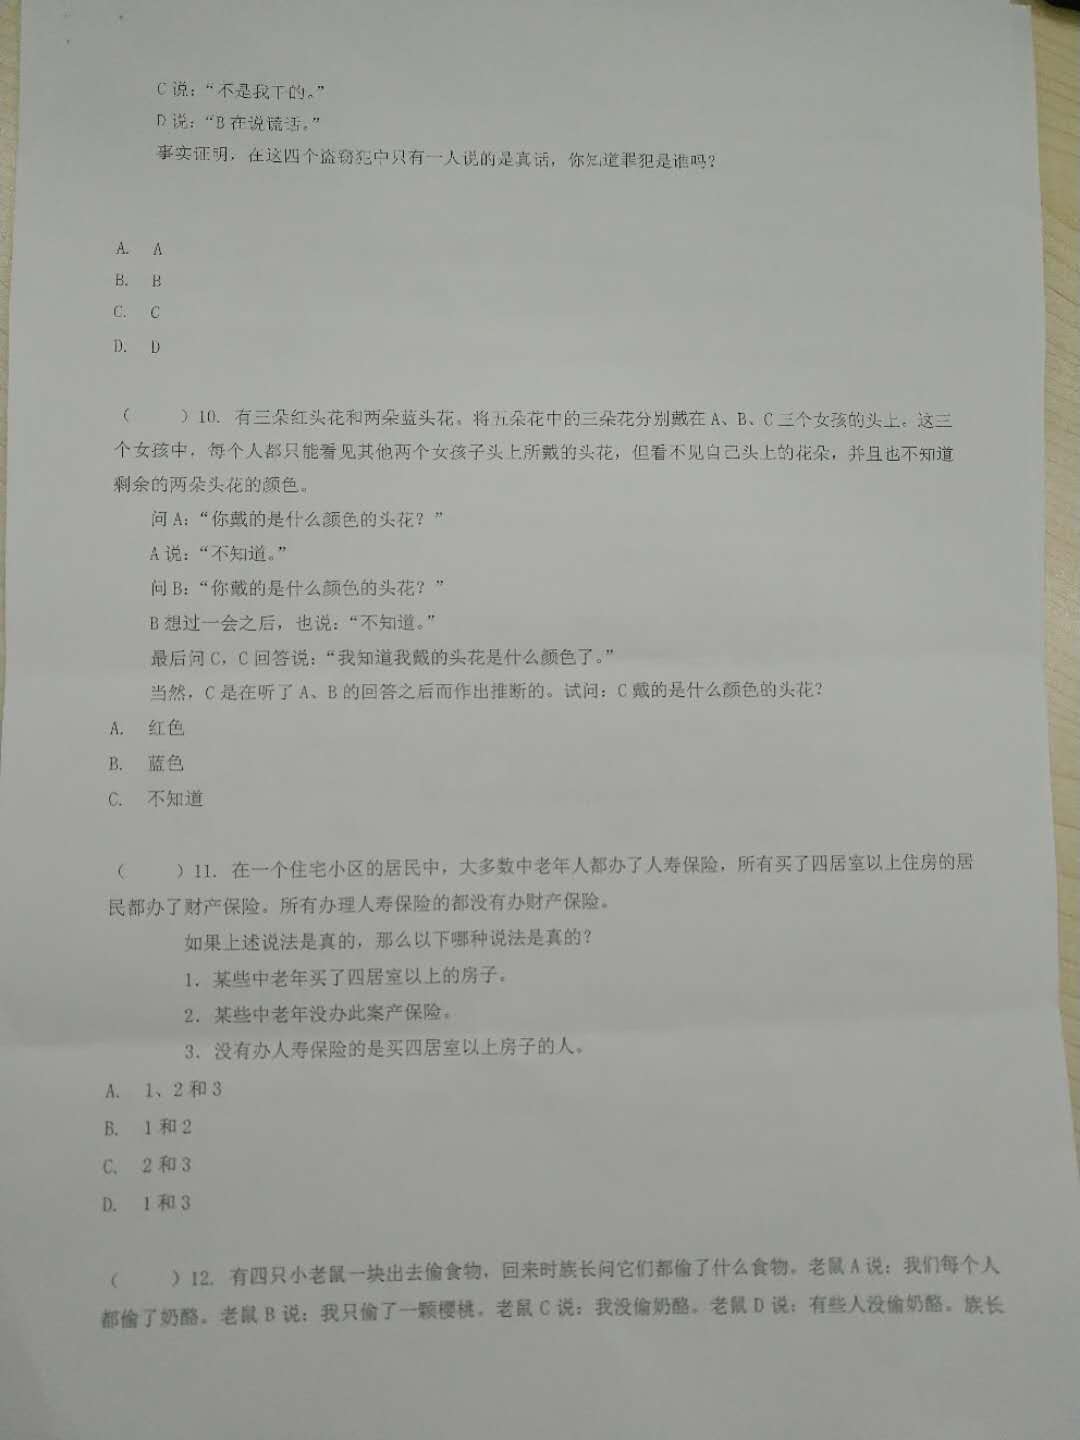 C 说：“不是我干的。”
D 说：“B 在说谎话。”
事实证明，在这四个盗窃犯中只有一人说的是真话，你知道罪犯是谁吗？
A. A
B. B
C. C
D. D
（ ）10. 有三朵红头花和两朵蓝头花。将五朵花中的三朵花分别戴在 A、B、C 三个女孩的头上。这三
个女孩中，每个人都只能看见其他两个女孩子头上所戴的头花，但看不见自己头上的花朵，并且也不知道
剩余的两朵头花的颜色。
问 A：“你戴的是什么颜色的头花？”
A 说：“不知道。”
问 B：“你戴的是什么颜色的头花？”
B 想过一会之后，也说：“不知道。”
最后问 C，C 回答说：“我知道我戴的头花是什么颜色了。”
当然，C 是在听了 A、B 的回答之后而作出推断的。试问：C 戴的是什么颜色的头花？
A. 红色
B. 蓝色
C. 不知道
（ ）11. 在一个住宅小区的居民中，大多数中老年人都办了人寿保险，所有买了四居室以上住房的居
民都办了财产保险。所有办理人寿保险的都没有办财产保险。
如果上述说法是真的，那么以下哪种说法是真的？
1. 某些中老年买了四居室以上的房子。
2. 某些中老年没办此案产保险。
3. 没有办人寿保险的是买四居室以上房子的人。
A. 1、2 和 3
B. 1 和 2
C. 2 和 3
D. 1 和 3
（ ）12. 有四只小老鼠一块出去偷食物，回来时族长问它们都偷了什么食物。老鼠 A 说：我们每个人
都偷了奶酪。老鼠 B 说：我只偷了一颗樱桃。老鼠 C 说：我没偷奶酪。老鼠 D 说：有些人没偷奶酪。族长